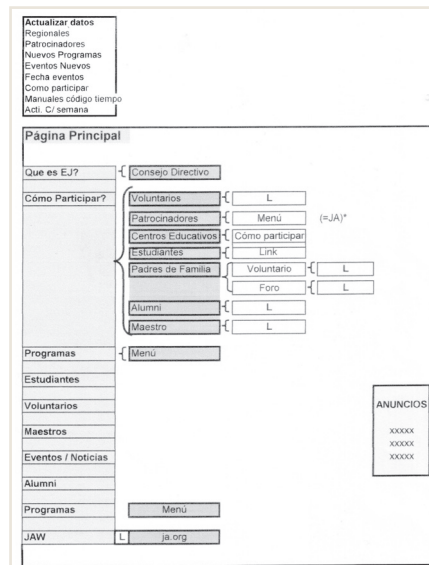 Actualizar datos
Regionales
Patrocinadores
Nuevos Programas
Eventos Nuevos
Fecha eventos
Como participar
Manuales código tiempo
Acti. C/ semana
Página Principal
Que es EJ? Consejo Directivo
Cómo Participar? Voluntarios L
Patrocinadores Menú (=JA)*
Centros Educativos Cómo participar
Estudiantes Link
Padres de Familia Voluntario L
Foro L
Alumni L
Maestro L
Programas Menú
Estudiantes
Voluntarios
ANUNCIOS
Maestros
xxxxx
xxxxx
Eventos / Noticias xxxxx
Alumni
Programas Menú
JAW L ja.org